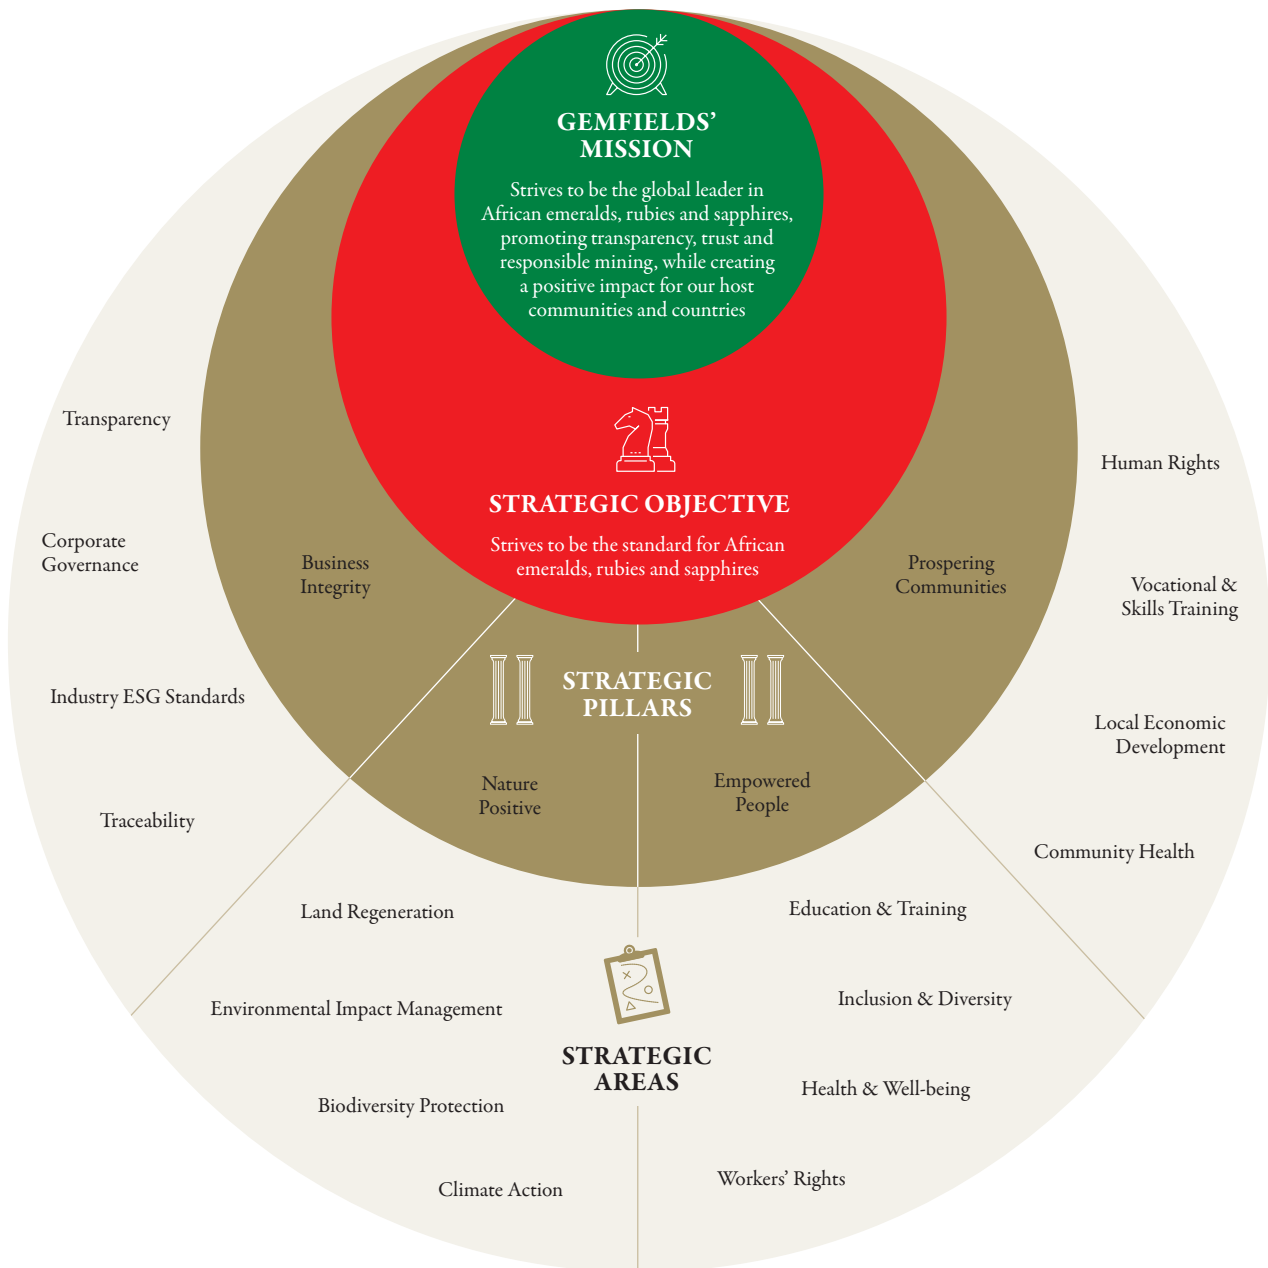 GEMFIELDS’
MISSION
Strives to be the global leader in
African emeralds, rubies and sapphires,
promoting transparency, trust and
responsible mining, while creating
a positive impact for our host
communities and countries
STRATEGIC OBJECTIVE
Strives to be the standard for African
emeralds, rubies and sapphires
STRATEGIC
PILLARS
Business
Integrity
Nature
Positive
Empowered
People
Prospering
Communities
STRATEGIC
AREAS
Transparency
Corporate
Governance
Industry ESG Standards
Traceability
Land Regeneration
Environmental Impact Management
Biodiversity Protection
Climate Action
Education & Training
Inclusion & Diversity
Health & Well-being
Workers’ Rights
Human Rights
Vocational &
Skills Training
Local Economic
Development
Community Health